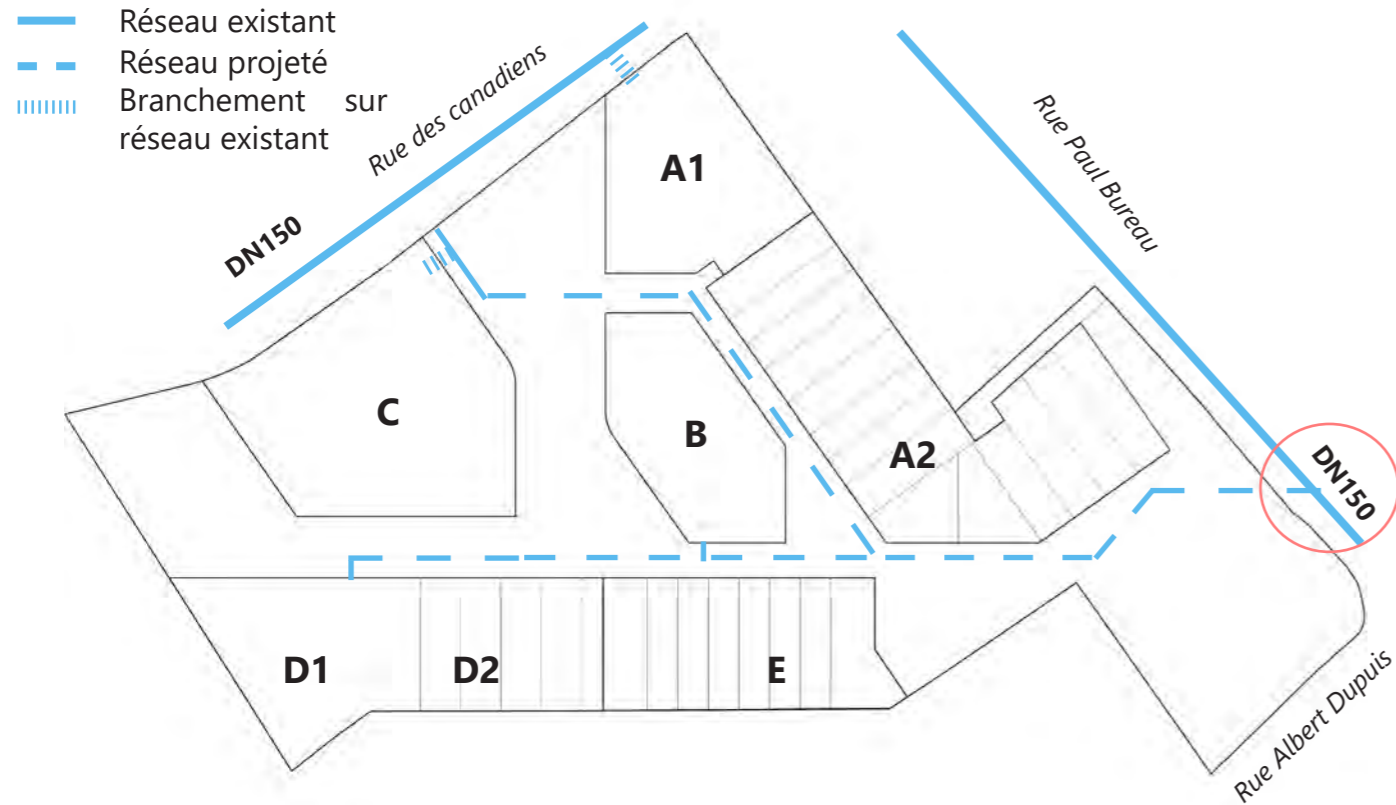 Réseau existant
Réseau projeté
Branchement sur
réseau existant
Rue des canadiens
DN150
Rue Paul Bureau
A1
C
B
A2
DN150
D1
D2
E
Rue Albert Dupuis